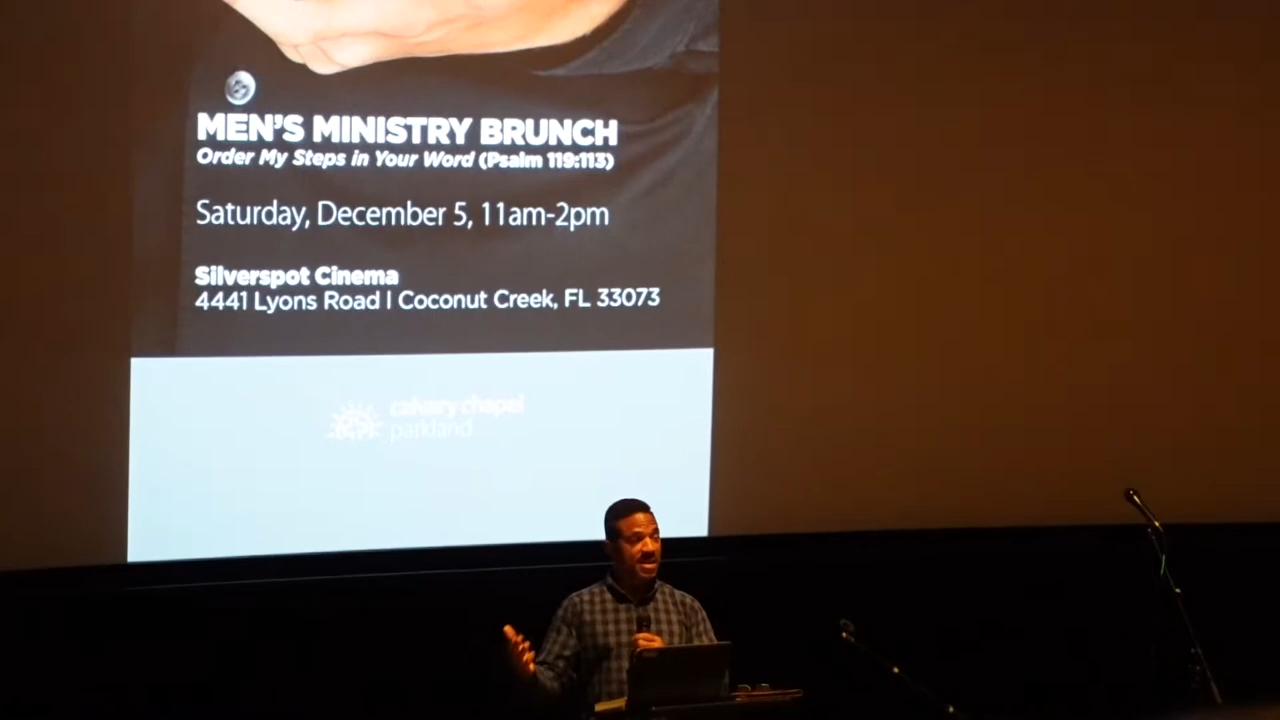 MEN'S MINISTRY BRUNCH
Order My Steps in Your Word (Psalm 119:113)
Saturday, December 5, 11am-2pm
Silverspot Cinema
4441 Lyons Road | Coconut Creek, FL 33073
calvary chapel
parkland